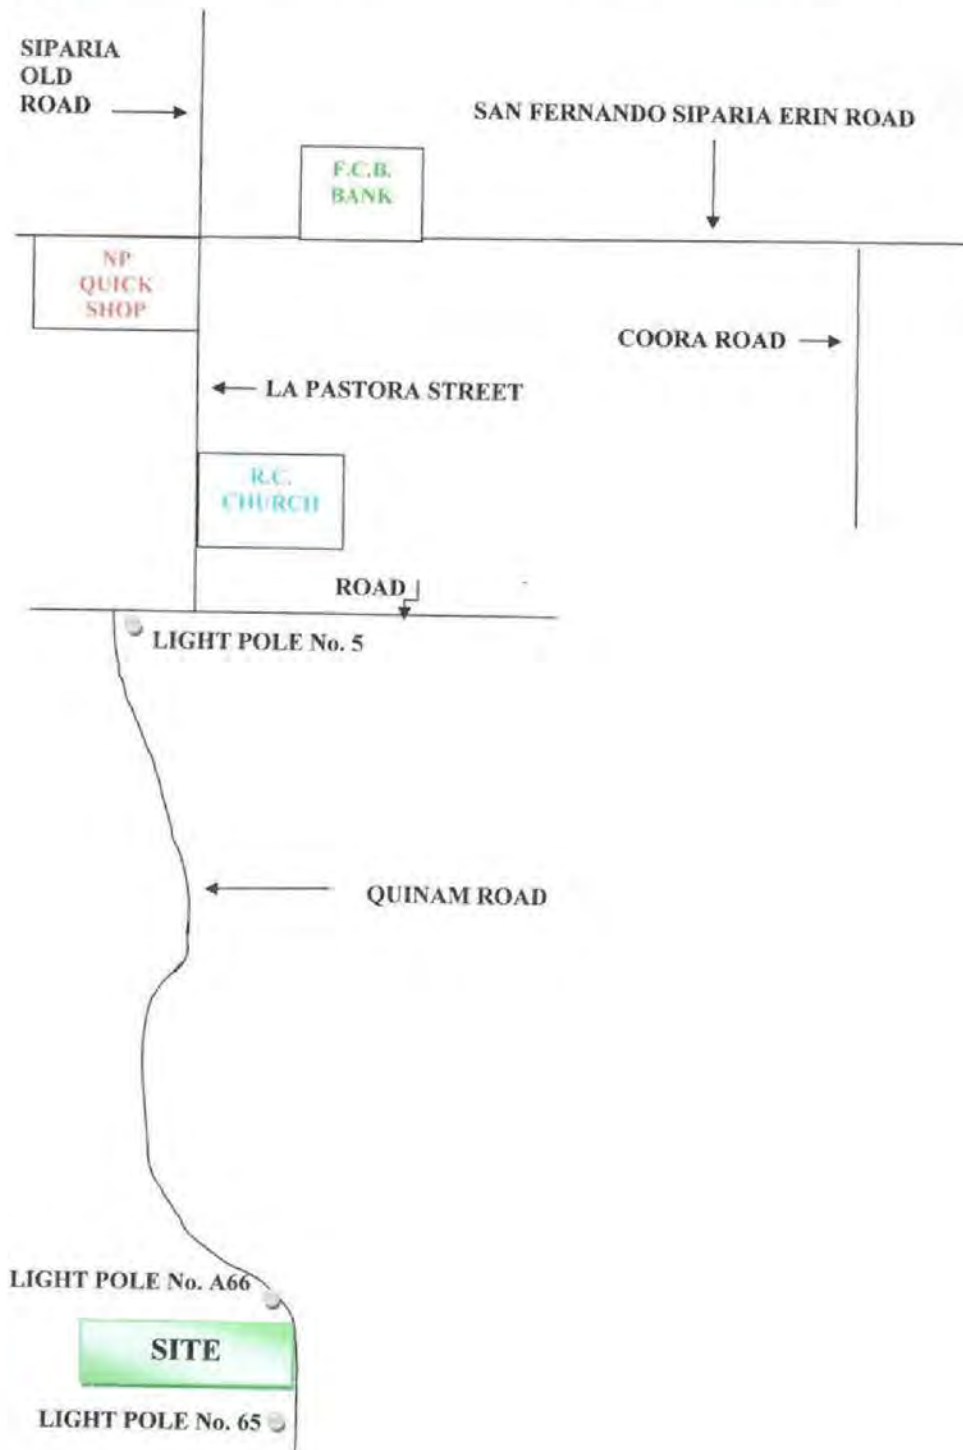 SIPARIA
OLD
ROAD
SAN FERNANDO SIPARIA ERIN ROAD
F.C.B.
BANK
NP
QUICK
SHOP
COORA ROAD
LA PASTORA STREET
R.C.
CHURCH
ROAD
LIGHT POLE No. 5
QUINAM ROAD
LIGHT POLE No. A66
SITE
LIGHT POLE No. 65